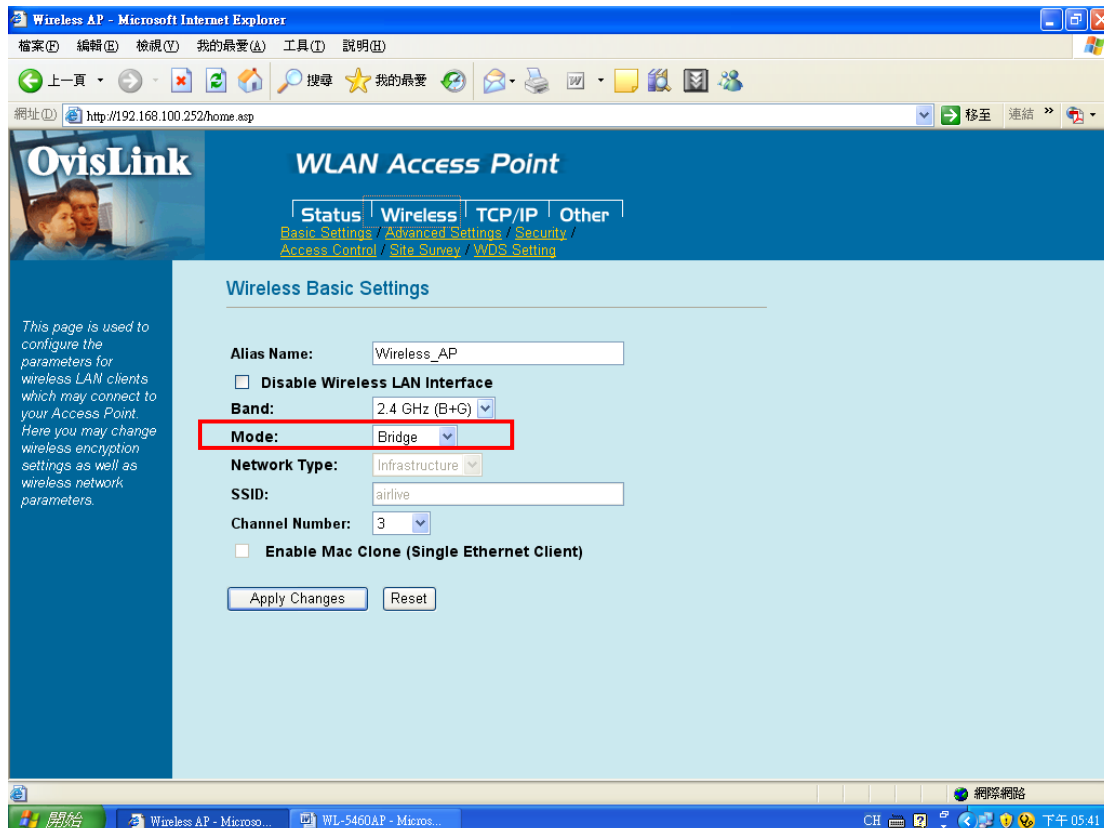 Wireless AP - Microsoft Internet Explorer
檔案(F) 編輯(E) 檢視(V) 我的最愛(A) 工具(T) 說明(H)
上一頁 搜尋 我的最愛
網址(D) http://192.168.100.252/home.asp 移至 連結 »
OvisLink
WLAN Access Point
Status Wireless TCP/IP Other
Basic Settings / Advanced Settings / Security /
Access Control / Site Survey / WDS Setting
Wireless Basic Settings
This page is used to
configure the
parameters for
wireless LAN clients
which may connect to
your Access Point.
Here you may change
wireless encryption
settings as well as
wireless network
parameters.
Alias Name: Wireless_AP
Disable Wireless LAN Interface
Band: 2.4 GHz (B+G)
Mode: Bridge
Network Type: Infrastructure
SSID: airlive
Channel Number: 3
Enable Mac Clone (Single Ethernet Client)
Apply Changes Reset
網際網路
開始 Wireless AP - Microso... WL-5460AP - Micros... CH 下午 05:41